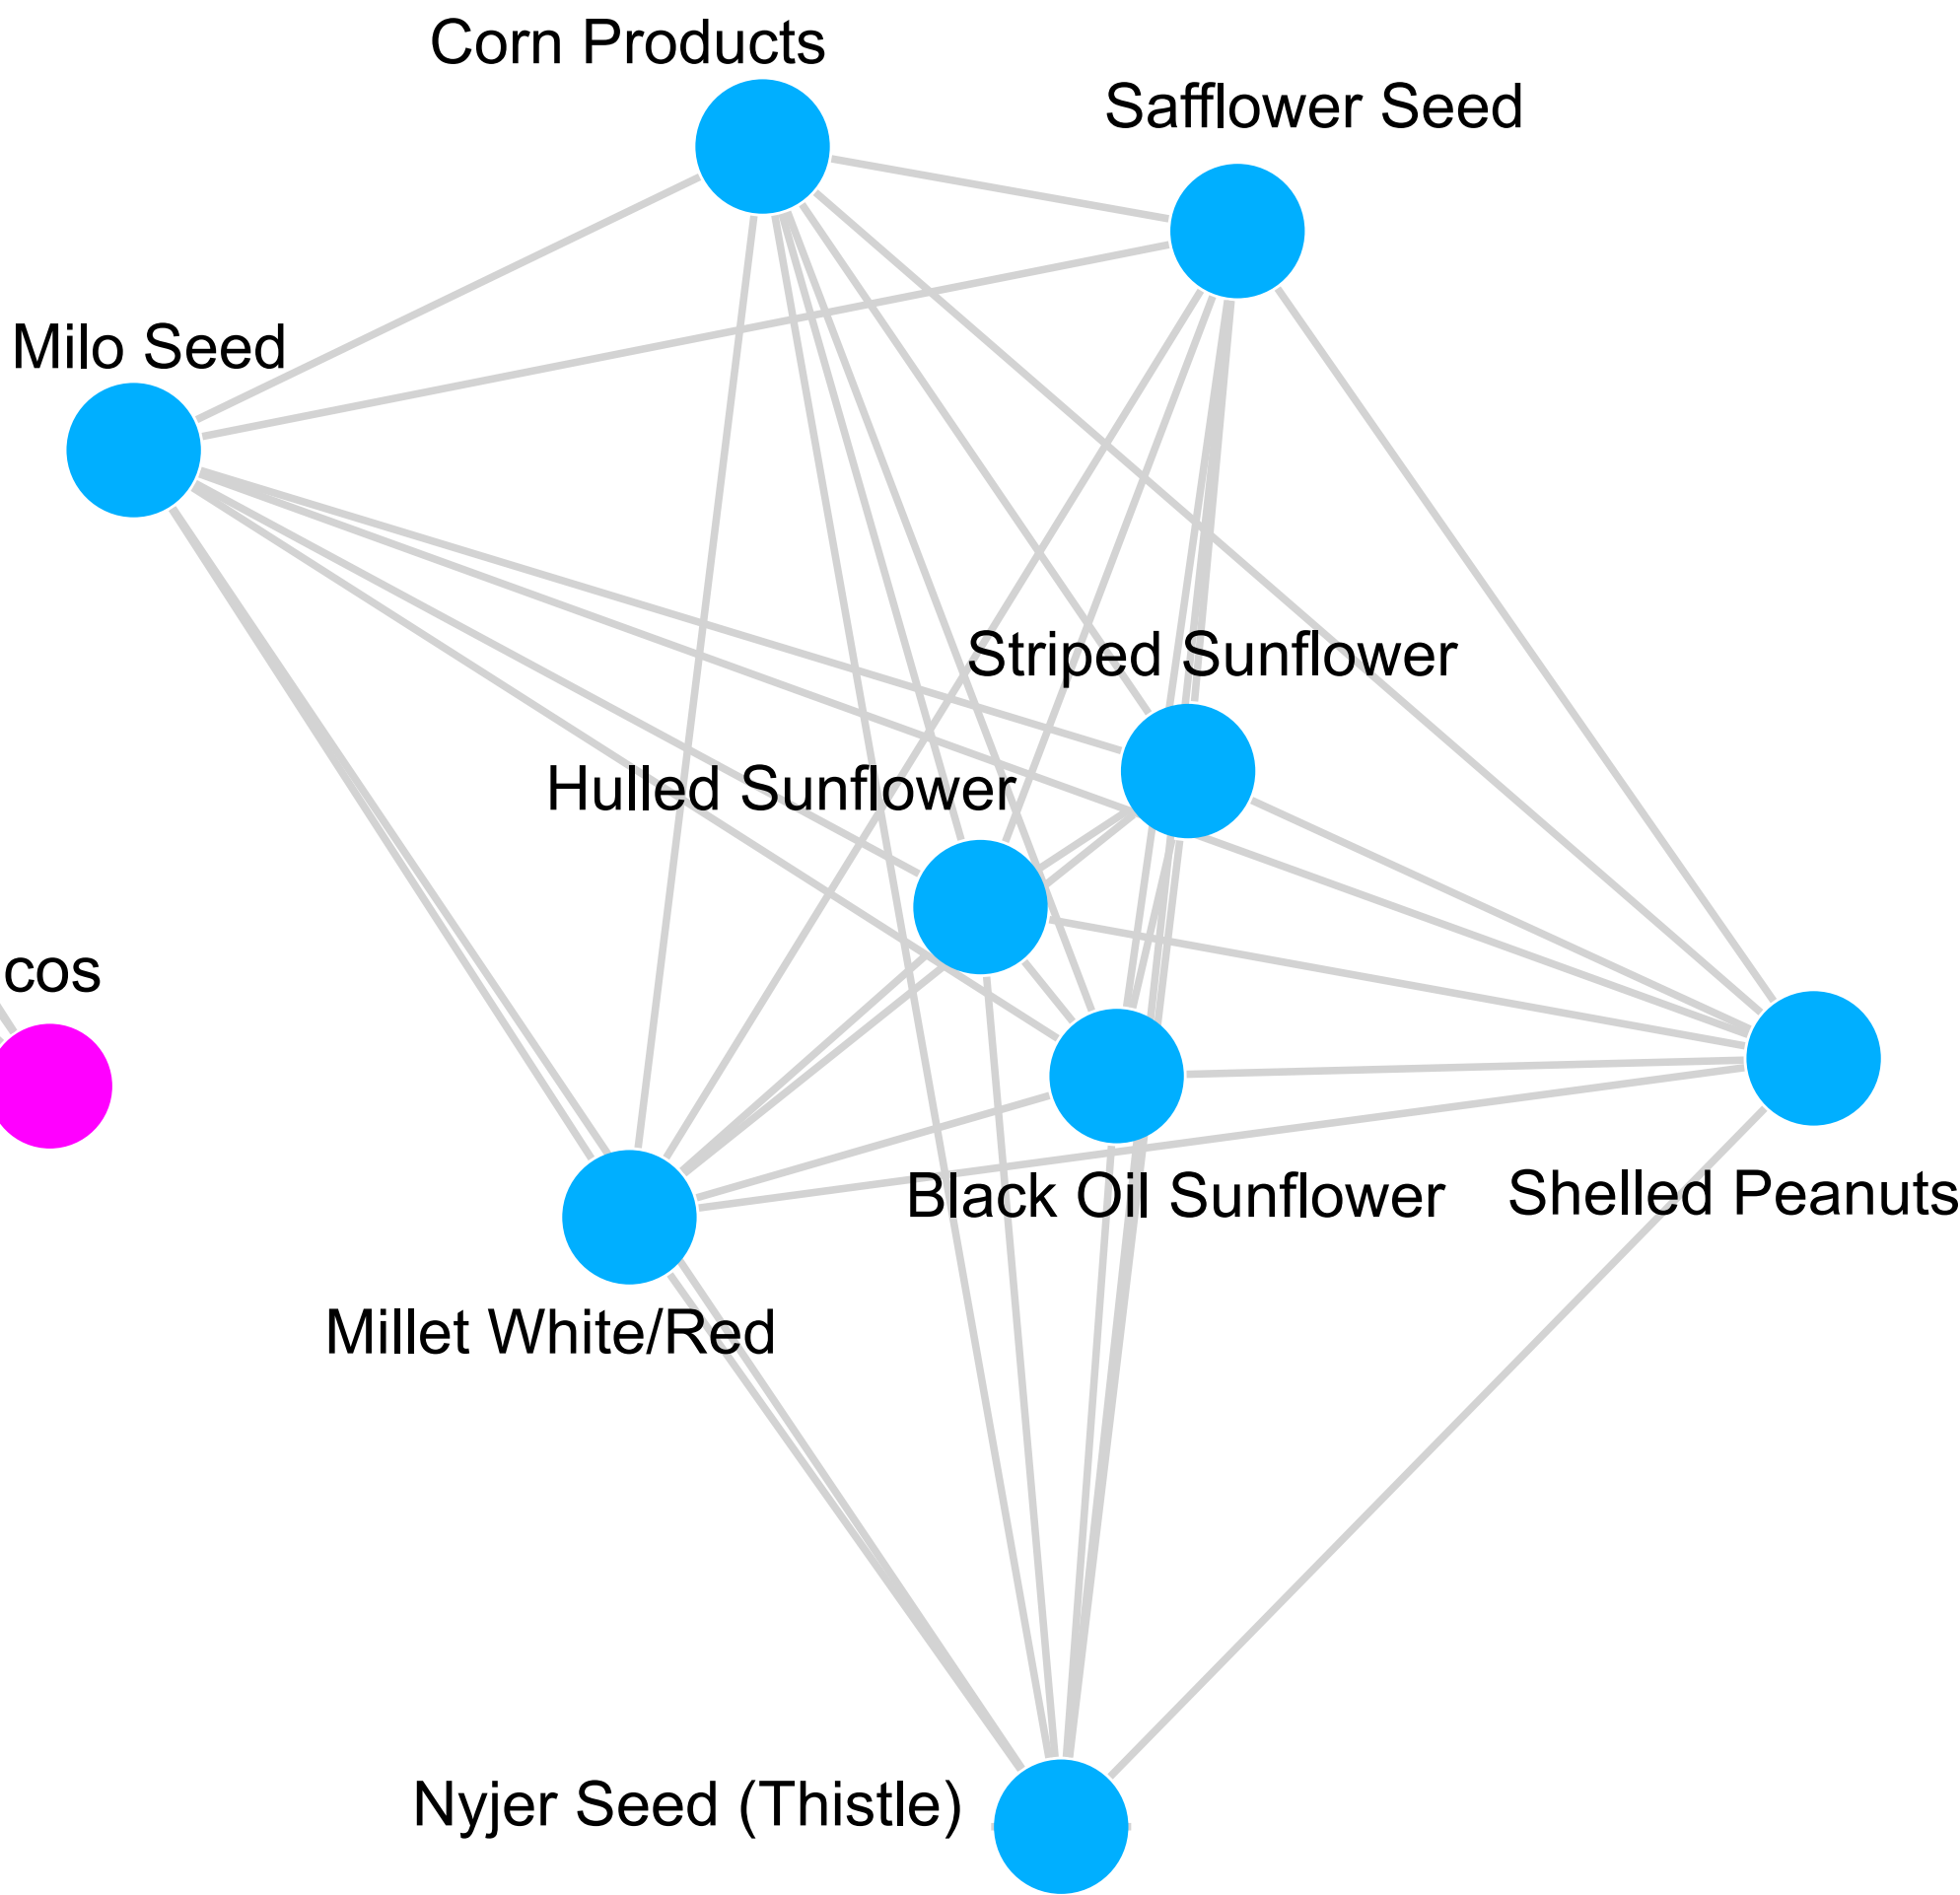 Corn Products
Safflower Seed
Milo Seed
Striped Sunflower
Hulled Sunflower
cos
Black Oil Sunflower
Shelled Peanuts
Millet White/Red
Nyjer Seed (Thistle)